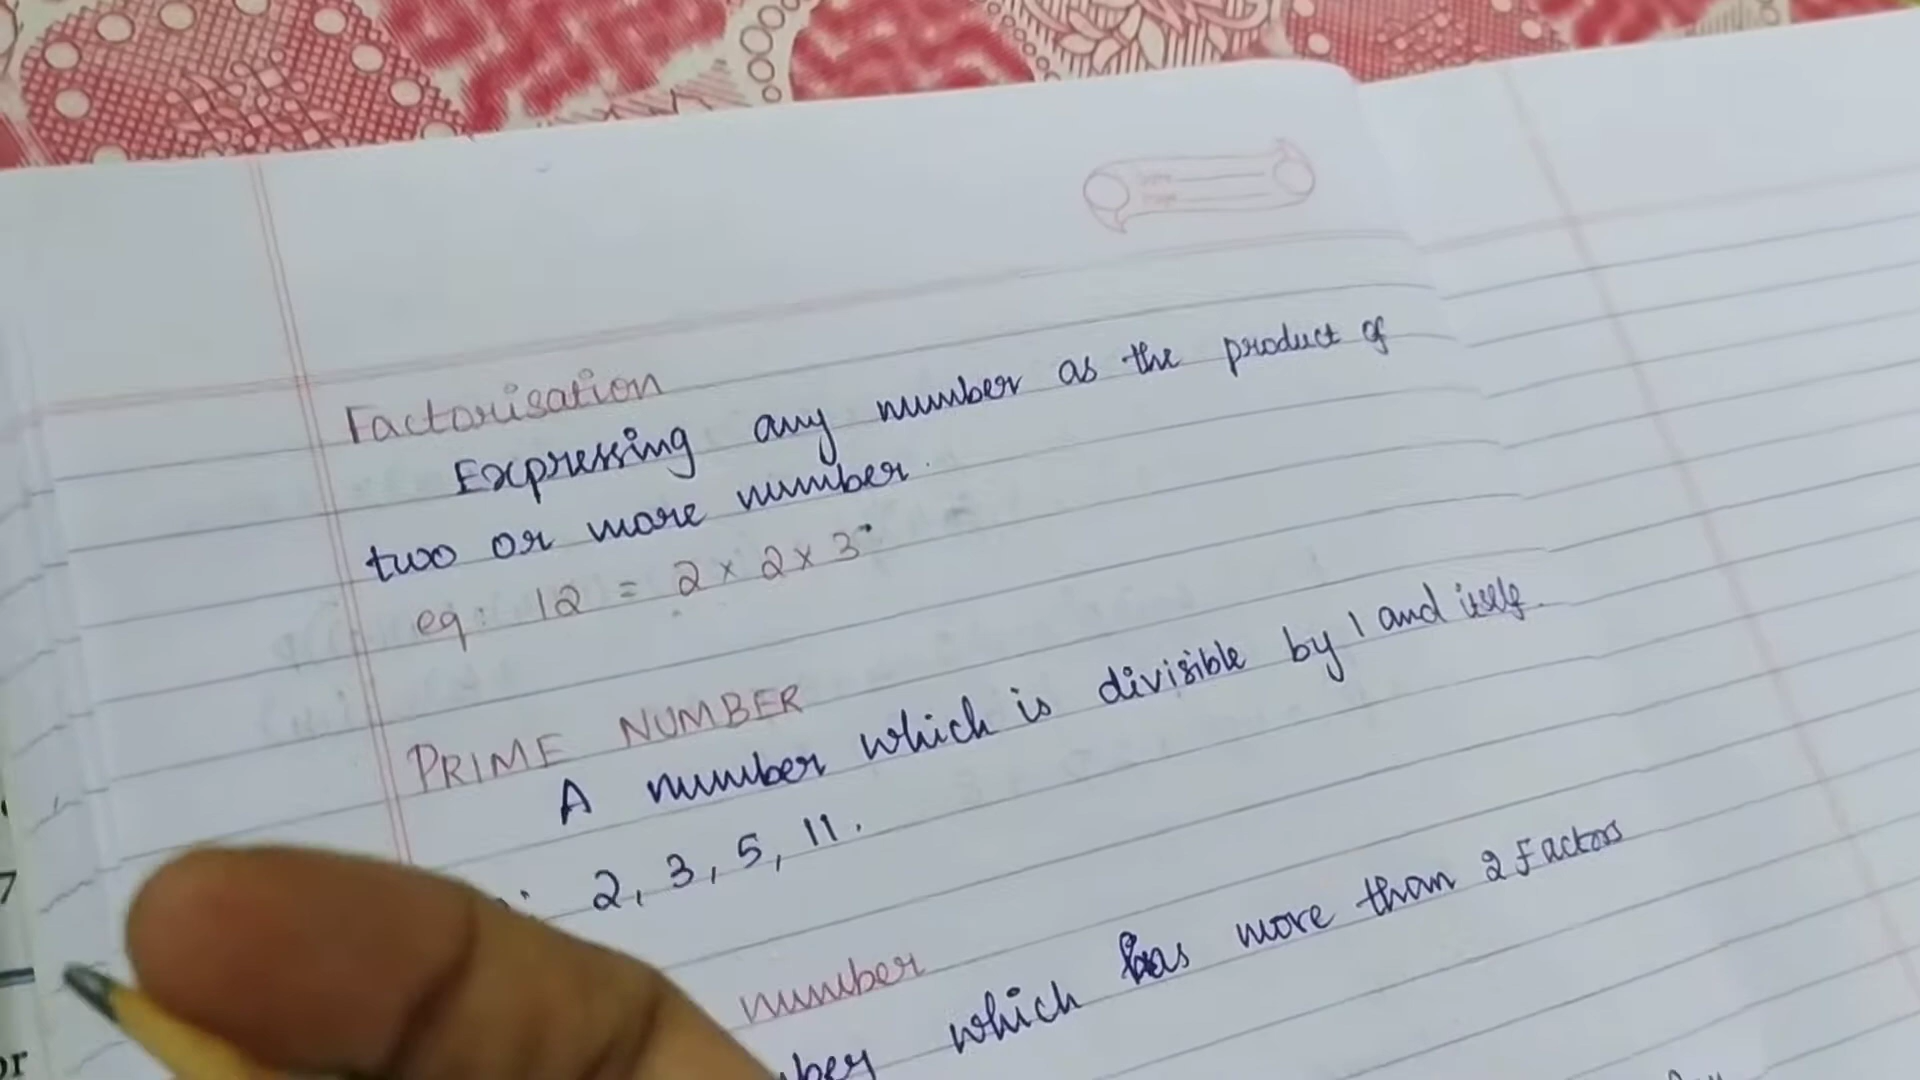 Factorisation
Expressing any number as the product of
two or more number.
eg: 12 = 2 x 2 x 3
PRIME NUMBER
A number which is divisible by 1 and itself.
2, 3, 5, 11.
number
which has more than 2 Factors